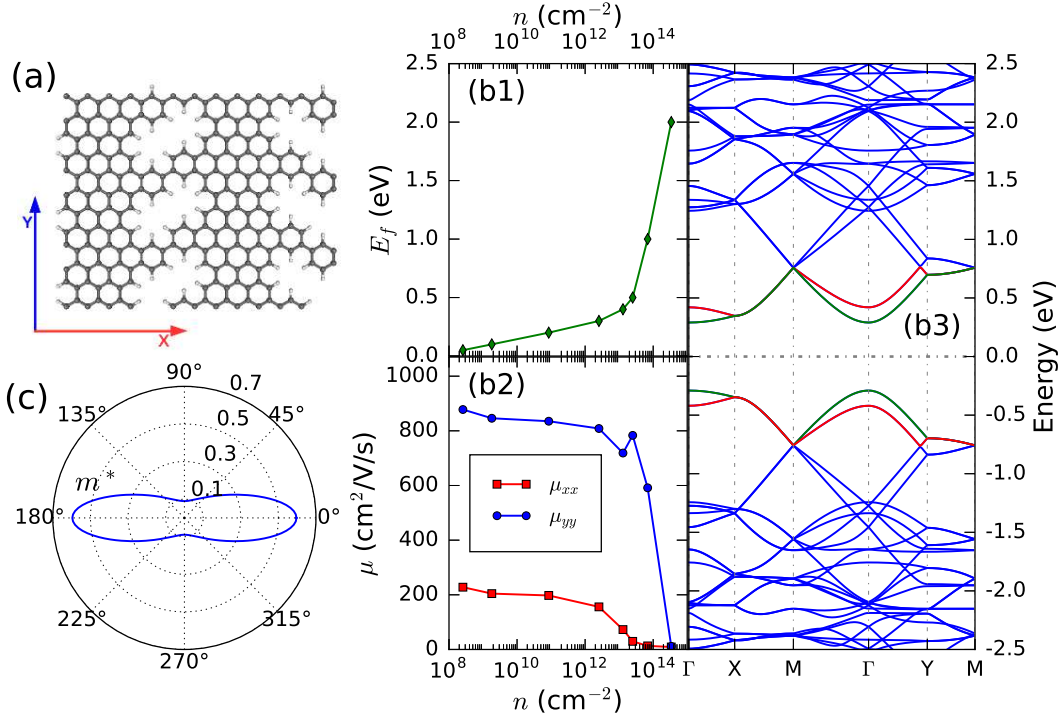 (a)
Y
X
n (cm⁻²)
10⁸ 10¹⁰ 10¹² 10¹⁴
(b1)
E_f (eV)
2.5
2.0
1.5
1.0
0.5
0.0
(b2)
μ (cm²/V/s)
1000
800
600
400
200
0
μ_xx
μ_yy
10⁸ 10¹⁰ 10¹² 10¹⁴
n (cm⁻²)
(b3)
Energy (eV)
2.5
2.0
1.5
1.0
0.5
0.0
-0.5
-1.0
-1.5
-2.0
-2.5
Γ X M Γ Y M
(c)
m*
90°
0.7
135°
0.5
45°
0.3
0.1
180°
0°
225°
315°
270°